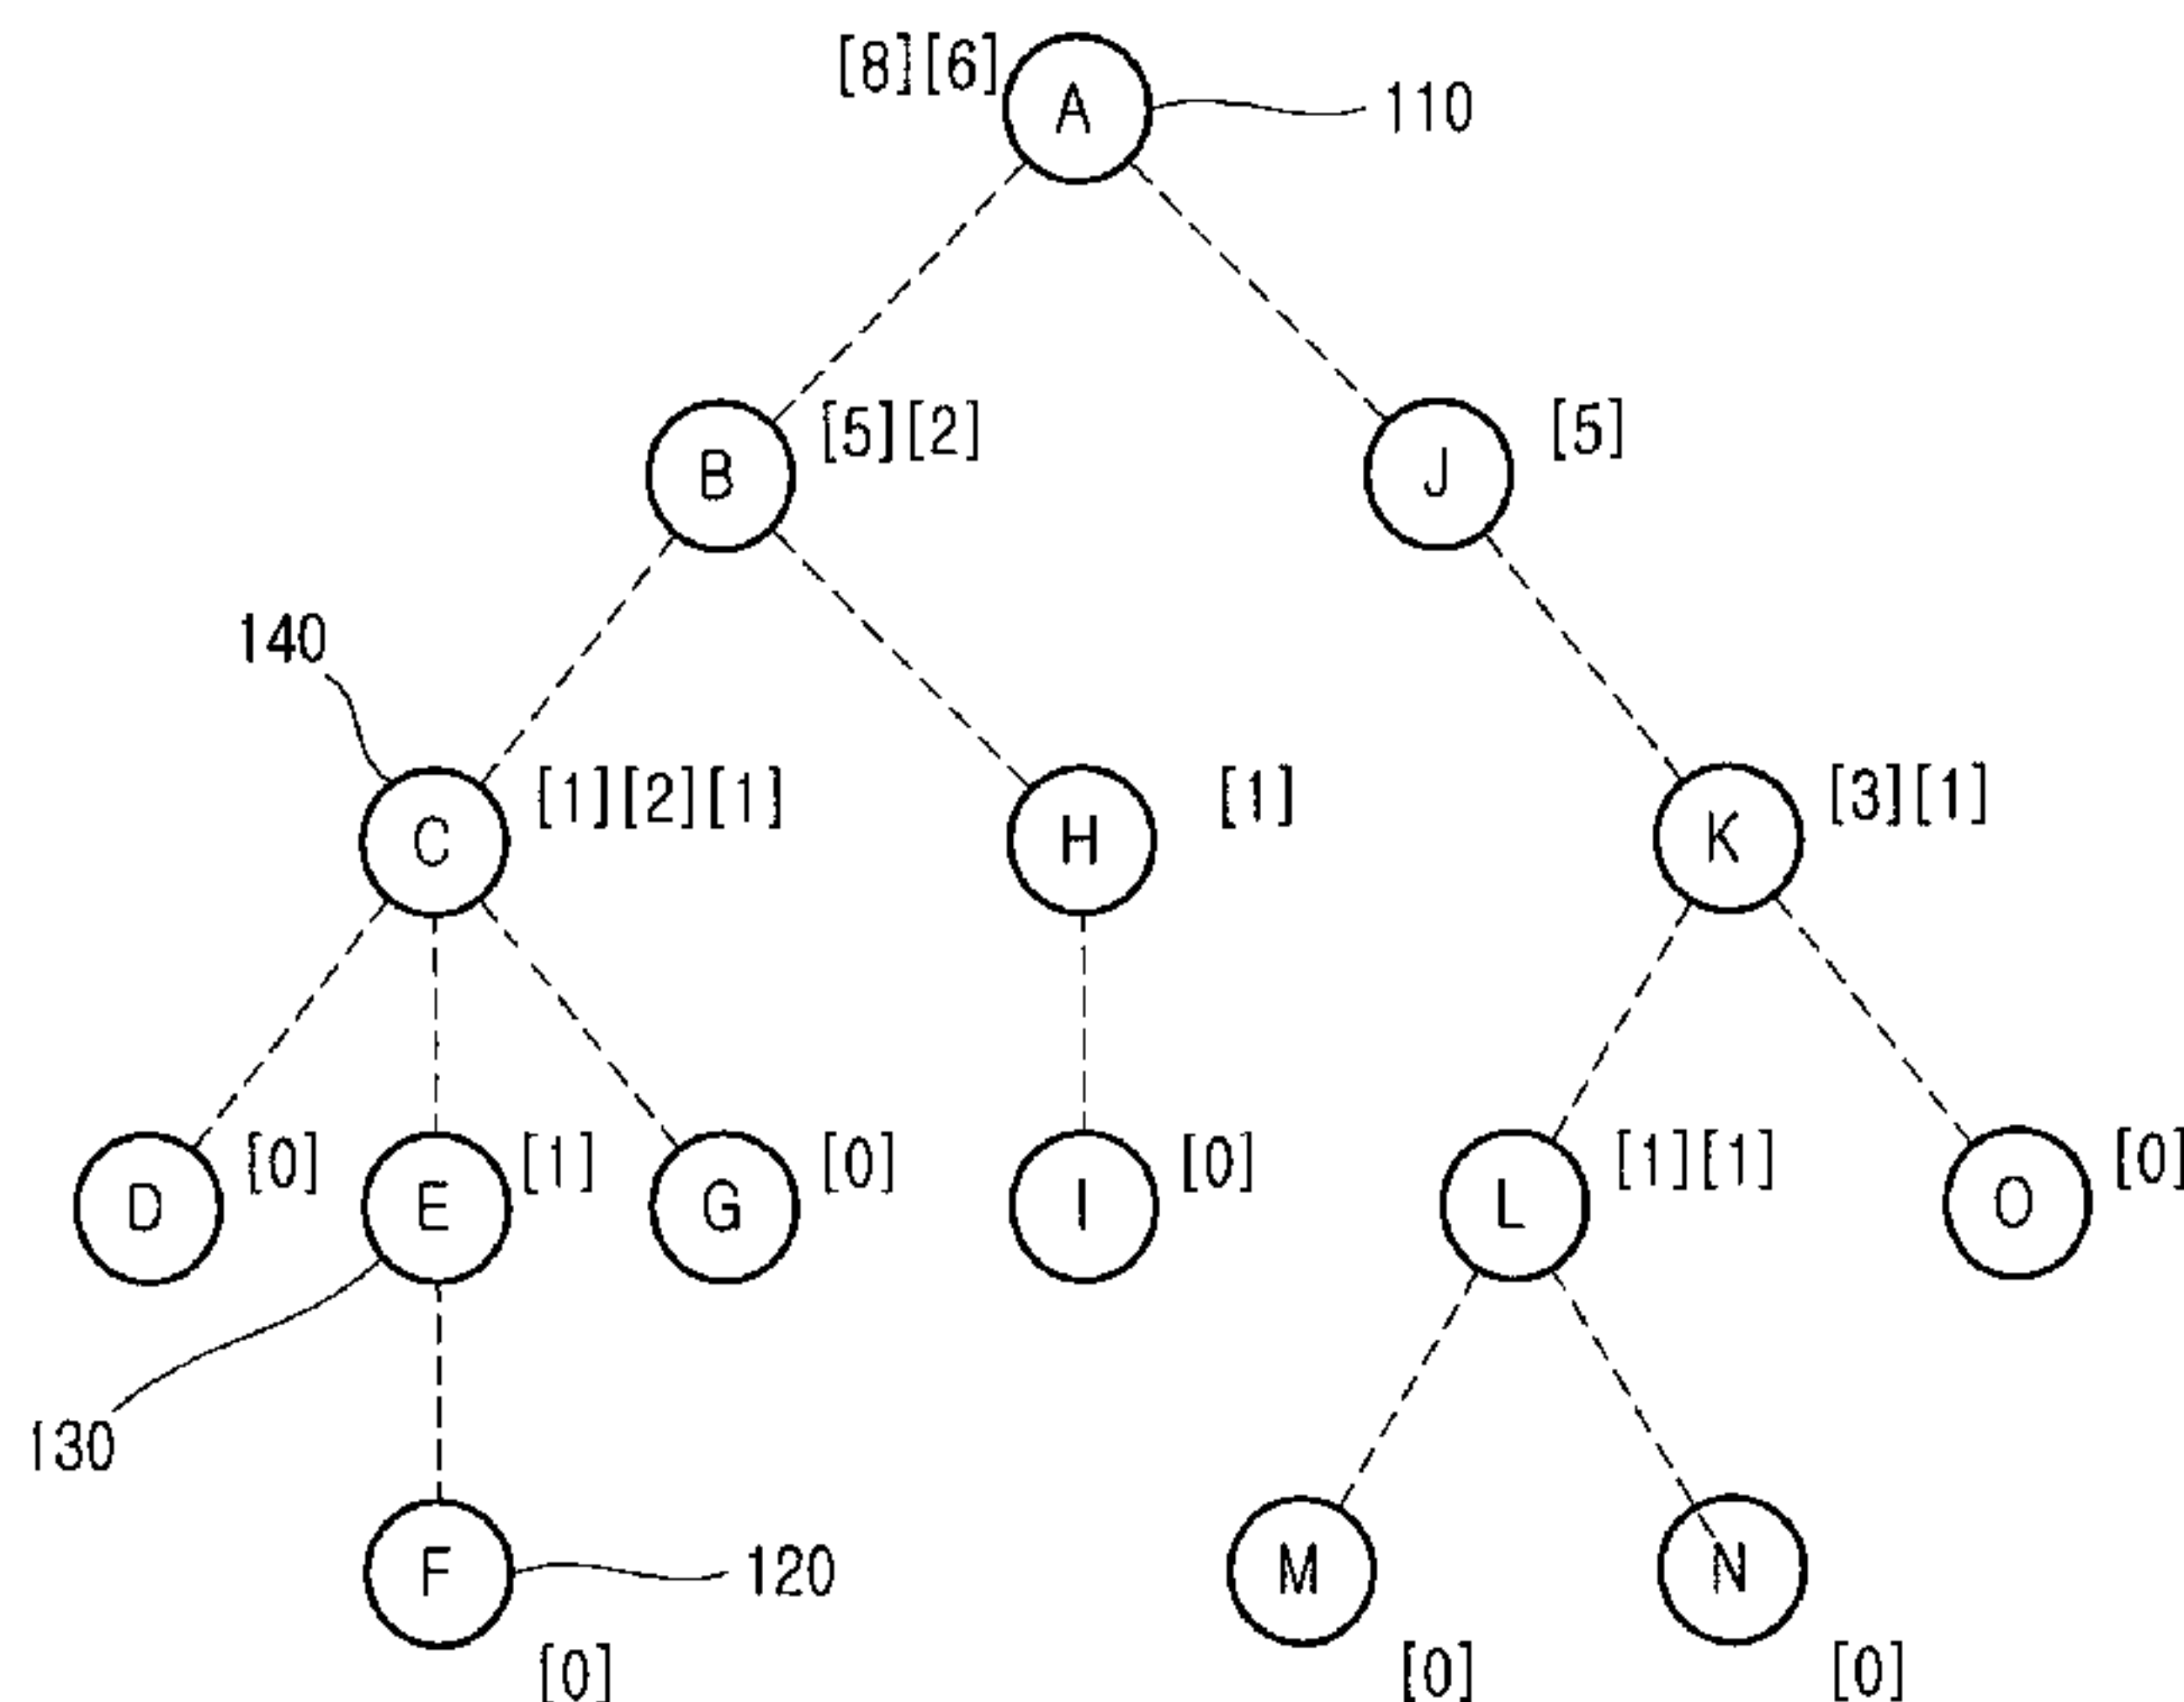 [8][6] A 110
B [5][2] J [5]
140
C [1][2][1] H [1] K [3][1]
D [0] E [1] G [0] I [0] L [1][1] O [0]
130
F 120 M N
[0] [0] [0]